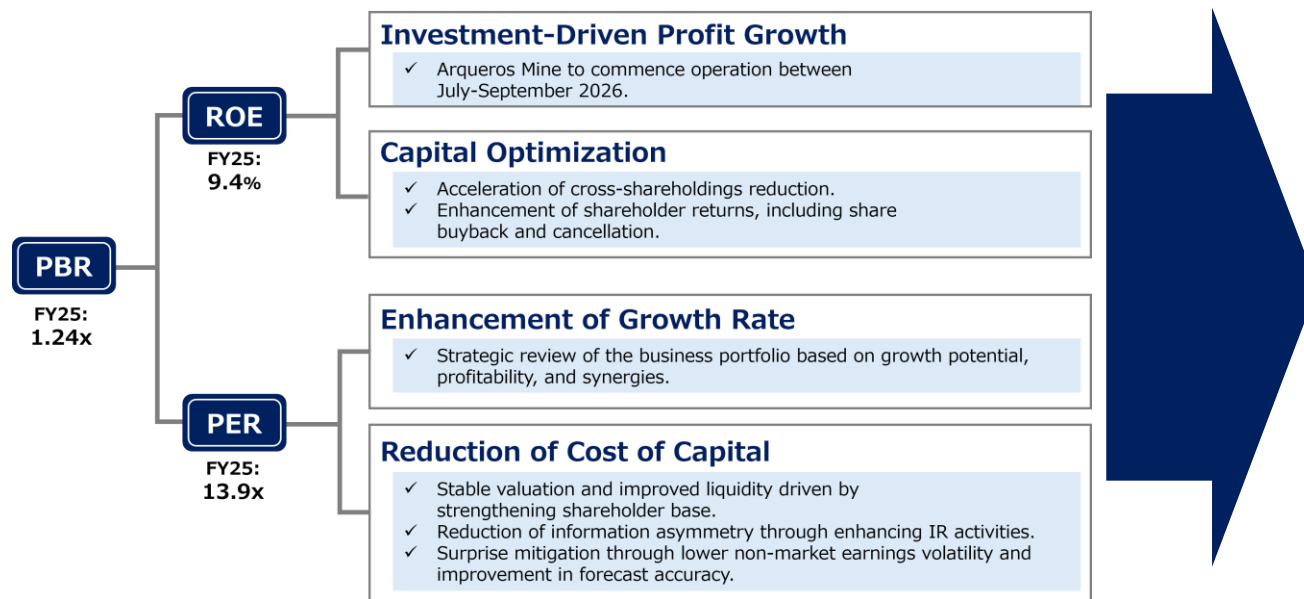 PBR
FY25:
1.24x
ROE
FY25:
9.4%
Investment-Driven Profit Growth
✓ Arqueros Mine to commence operation between
July-September 2026.
Capital Optimization
✓ Acceleration of cross-shareholdings reduction.
✓ Enhancement of shareholder returns, including share
buyback and cancellation.
PER
FY25:
13.9x
Enhancement of Growth Rate
✓ Strategic review of the business portfolio based on growth potential,
profitability, and synergies.
Reduction of Cost of Capital
✓ Stable valuation and improved liquidity driven by
strengthening shareholder base.
✓ Reduction of information asymmetry through enhancing IR activities.
✓ Surprise mitigation through lower non-market earnings volatility and
improvement in forecast accuracy.